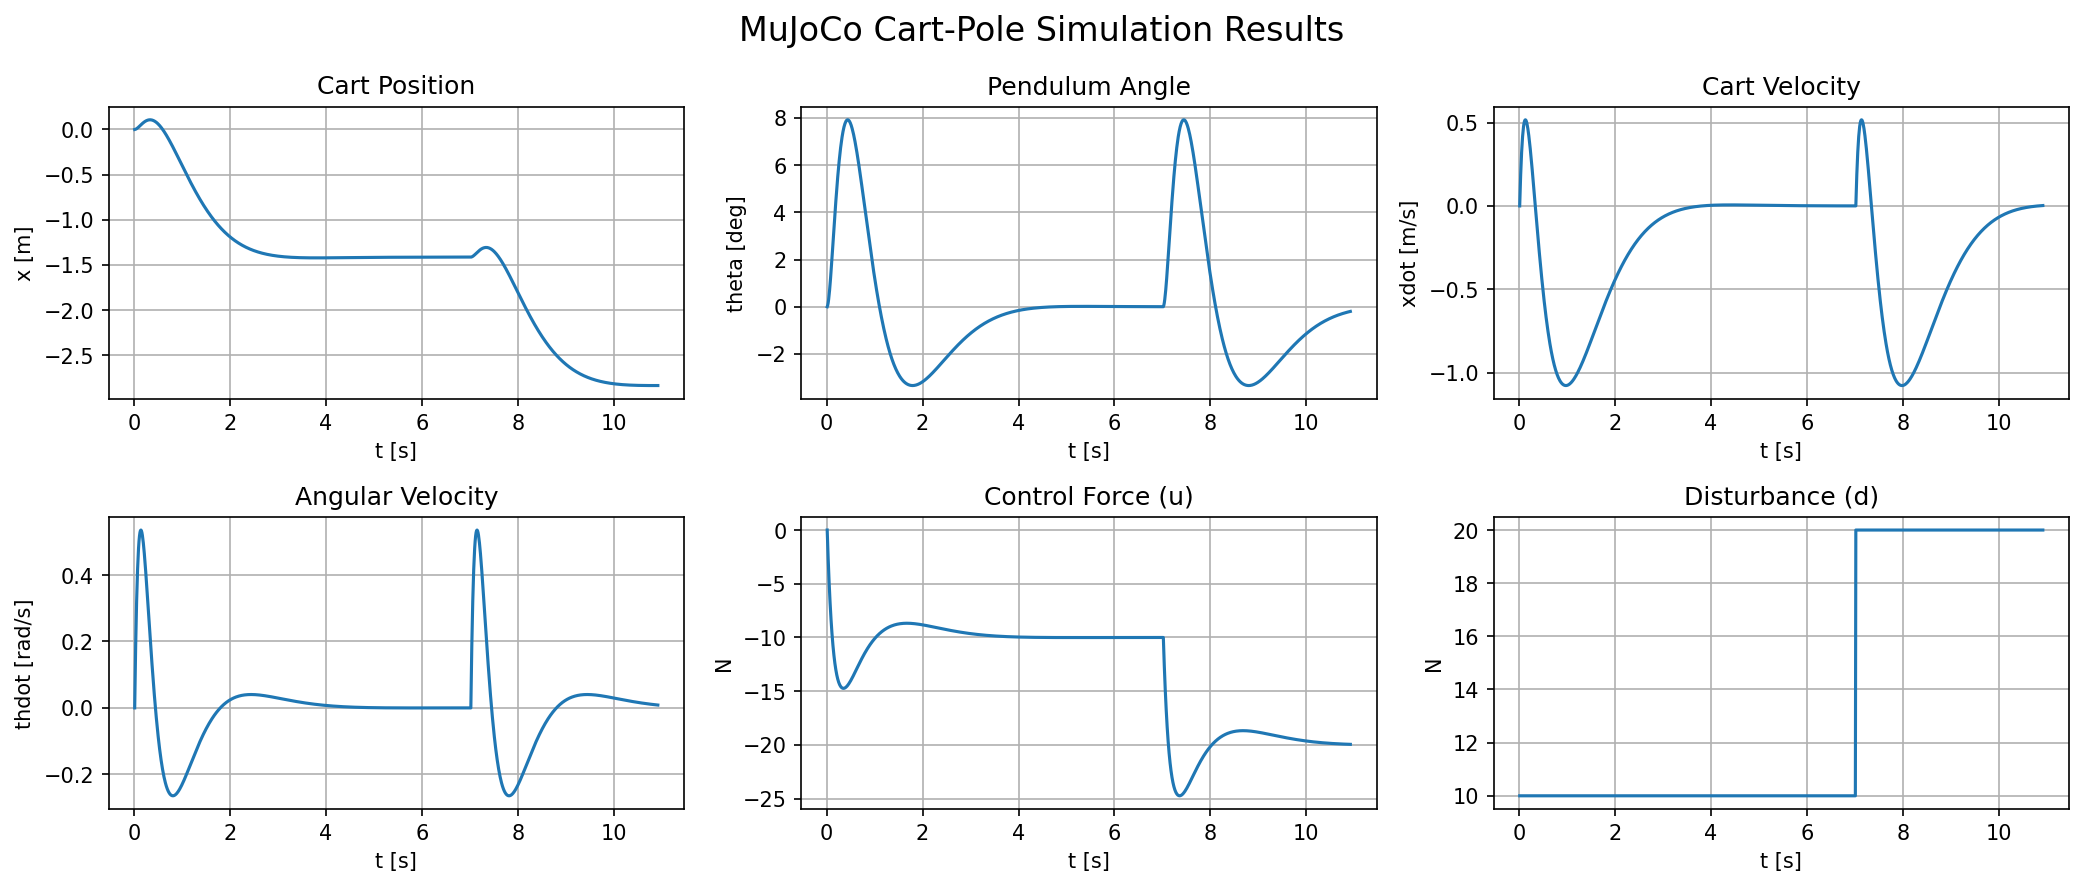 MuJoCo Cart-Pole Simulation Results
Cart Position
x [m]
0.0
−0.5
−1.0
−1.5
−2.0
−2.5
0 2 4 6 8 10
t [s]
Pendulum Angle
theta [deg]
8
6
4
2
0
−2
0 2 4 6 8 10
t [s]
Cart Velocity
xdot [m/s]
0.5
0.0
−0.5
−1.0
0 2 4 6 8 10
t [s]
Angular Velocity
thdot [rad/s]
0.4
0.2
0.0
−0.2
0 2 4 6 8 10
t [s]
Control Force (u)
N
0
−5
−10
−15
−20
−25
0 2 4 6 8 10
t [s]
Disturbance (d)
N
20
18
16
14
12
10
0 2 4 6 8 10
t [s]